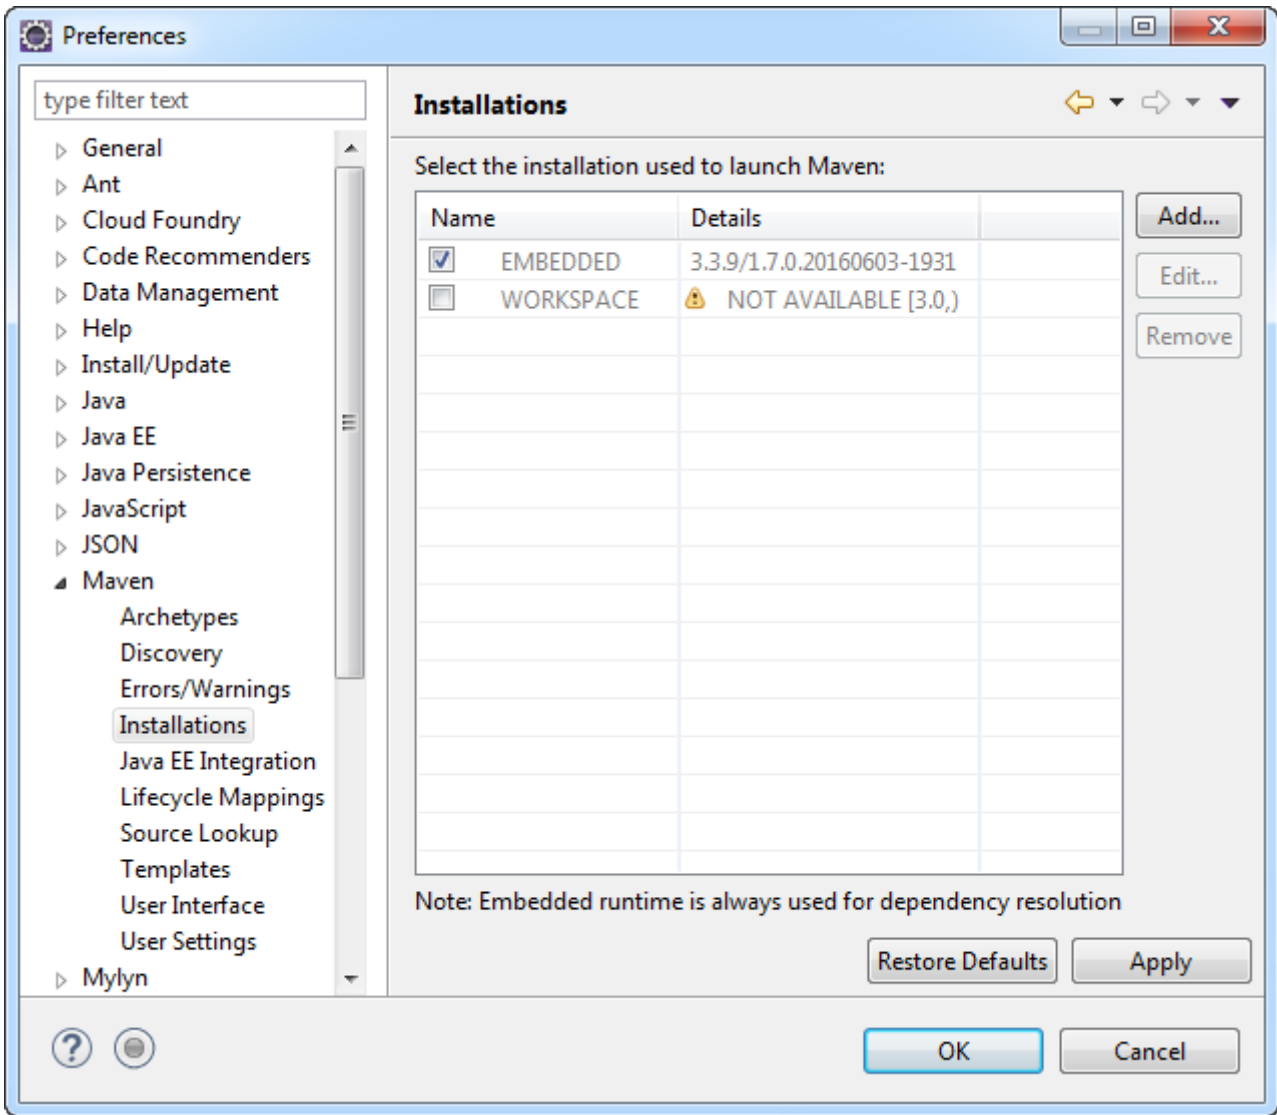 Preferences
type filter text
General
Ant
Cloud Foundry
Code Recommenders
Data Management
Help
Install/Update
Java
Java EE
Java Persistence
JavaScript
JSON
Maven
Archetypes
Discovery
Errors/Warnings
Installations
Java EE Integration
Lifecycle Mappings
Source Lookup
Templates
User Interface
User Settings
Mylyn
Installations
Select the installation used to launch Maven:
Name Details
EMBEDDED 3.3.9/1.7.0.20160603-1931
WORKSPACE NOT AVAILABLE [3.0,)
Add...
Edit...
Remove
Note: Embedded runtime is always used for dependency resolution
Restore Defaults Apply
OK Cancel